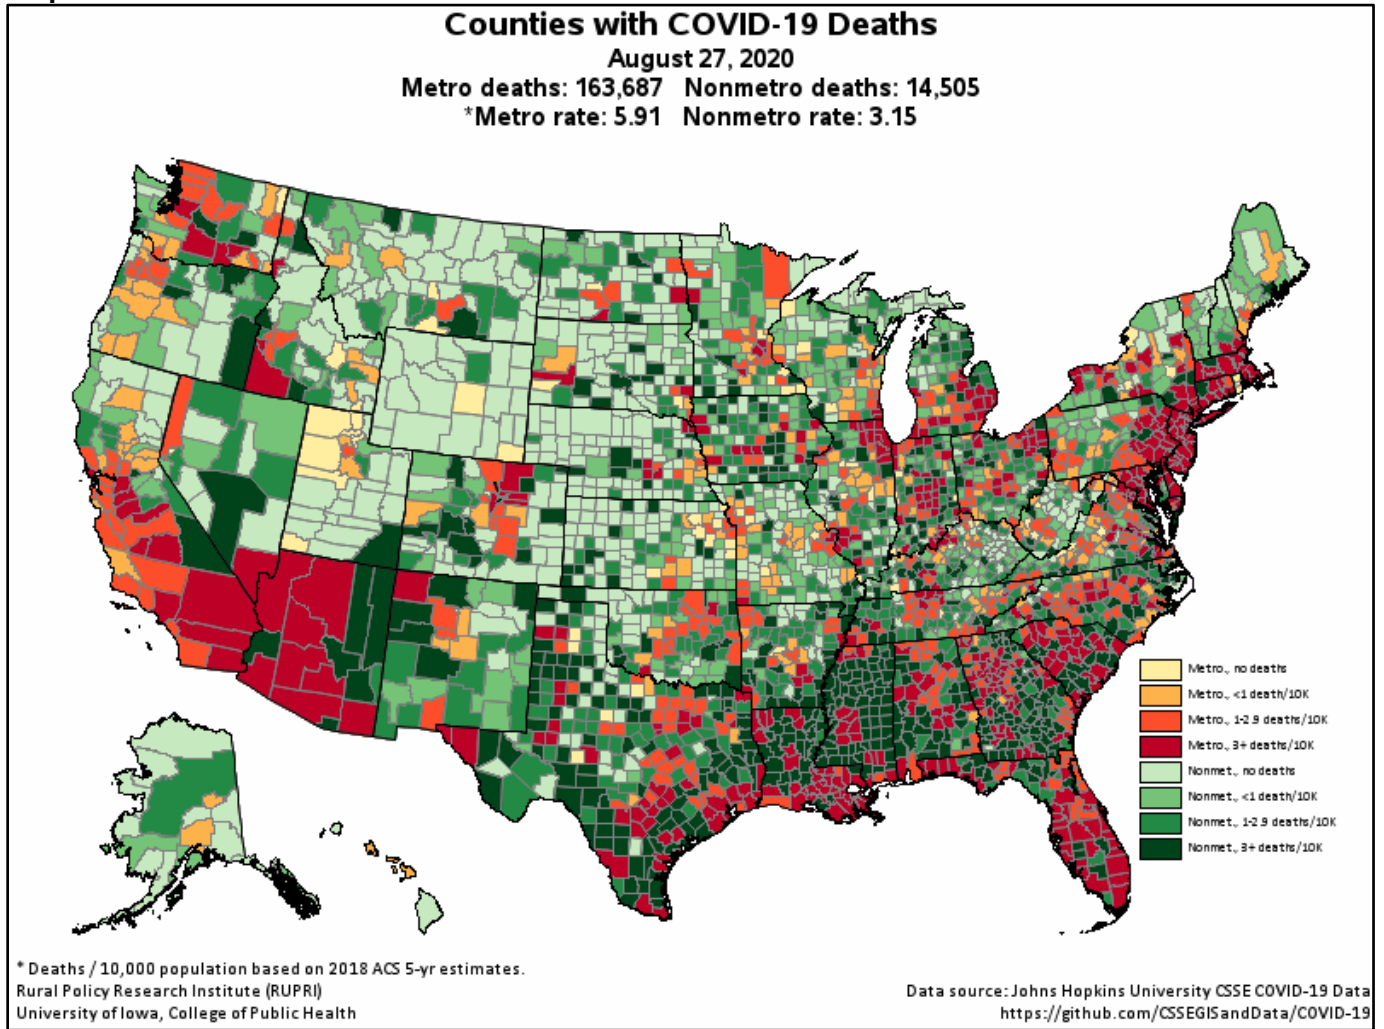 Counties with COVID-19 Deaths
August 27, 2020
Metro deaths: 163,687 Nonmetro deaths: 14,505
*Metro rate: 5.91 Nonmetro rate: 3.15
Metro., no deaths
Metro., <1 death/10K
Metro., 1-2.9 deaths/10K
Metro., 3+ deaths/10K
Nonmet., no deaths
Nonmet., <1 death/10K
Nonmet., 1-2.9 deaths/10K
Nonmet., 3+ deaths/10K
* Deaths / 10,000 population based on 2018 ACS 5-yr estimates.
Rural Policy Research Institute (RUPRI)
University of Iowa, College of Public Health
Data source: Johns Hopkins University CSSE COVID-19 Data
https://github.com/CSSEGISandData/COVID-19